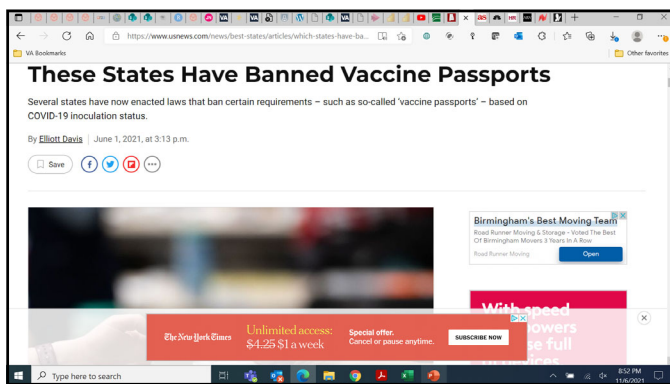 https://www.usnews.com/news/best-states/articles/which-states-have-ba...
VA Bookmarks
Other favorites
These States Have Banned Vaccine Passports
Several states have now enacted laws that ban certain requirements – such as so-called 'vaccine passports' – based on
COVID-19 inoculation status.
By Elliott Davis | June 1, 2021, at 3:13 p.m.
Save
Birmingham's Best Moving Team
Road Runner Moving & Storage - Voted The Best
Of Birmingham Movers 3 Years In A Row
Road Runner Moving
Open
With speed
The New York Times
Unlimited access:
$4.25 $1 a week
Special offer.
Cancel or pause anytime.
SUBSCRIBE NOW
Type here to search
8:52 PM
11/6/2021